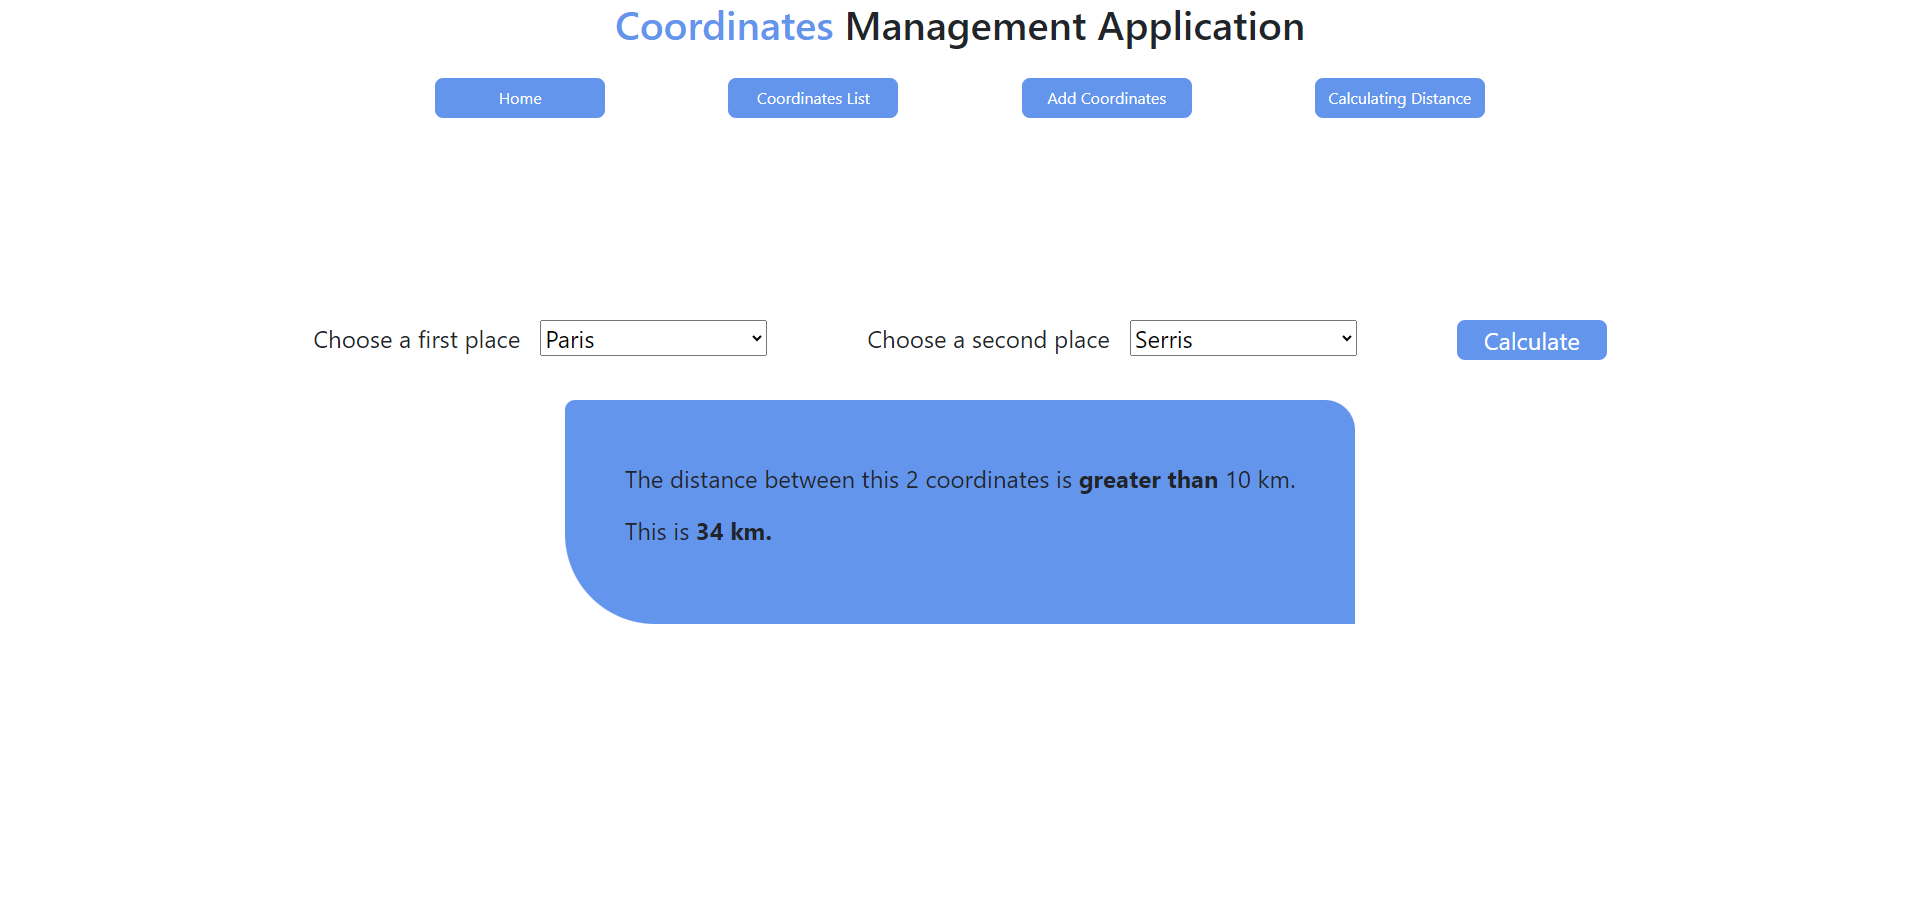 Coordinates Management Application
Home
Coordinates List
Add Coordinates
Calculating Distance
Choose a first place
Paris
Choose a second place
Serris
Calculate
The distance between this 2 coordinates is greater than 10 km.
This is 34 km.